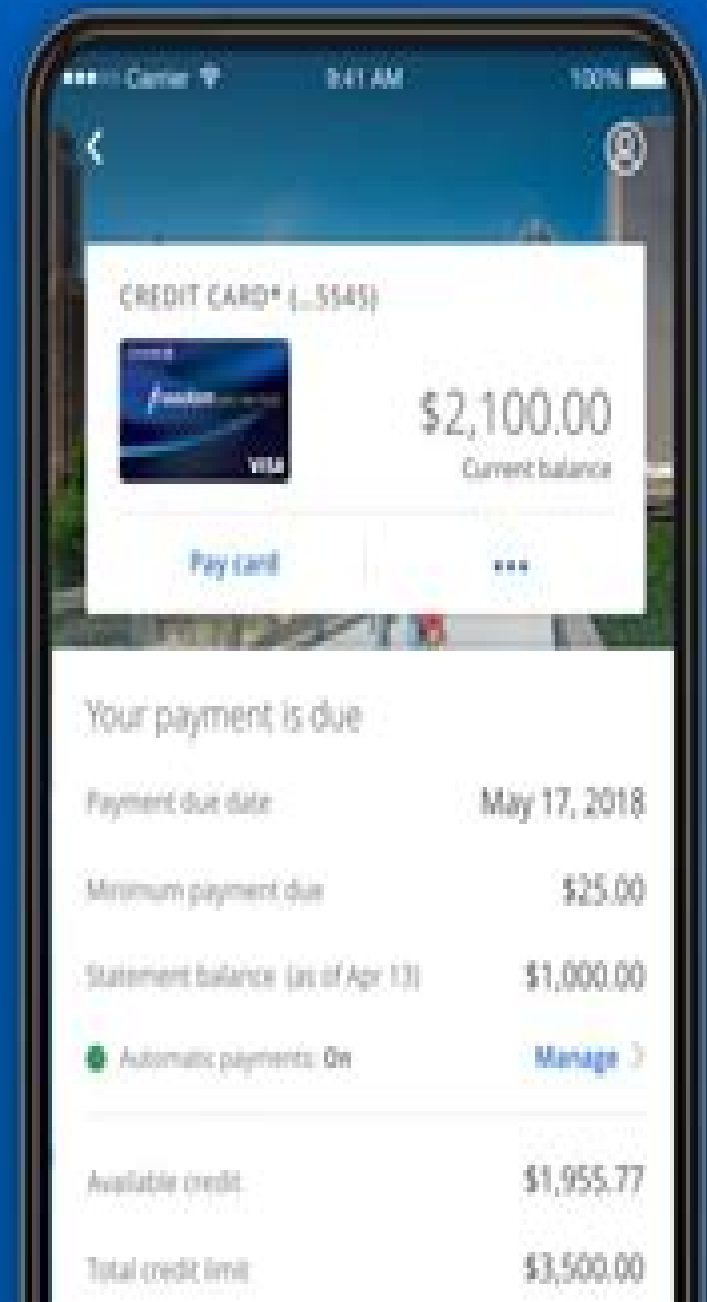 Carrier 9:41 AM 100%
CREDIT CARD* (...5545)
freedom
VISA
$2,100.00
Current balance
Pay card
Your payment is due
Payment due date May 17, 2018
Minimum payment due $25.00
Statement balance (as of Apr 13) $1,000.00
Automatic payments On Manage
Available credit $1,955.77
Total credit limit $3,500.00